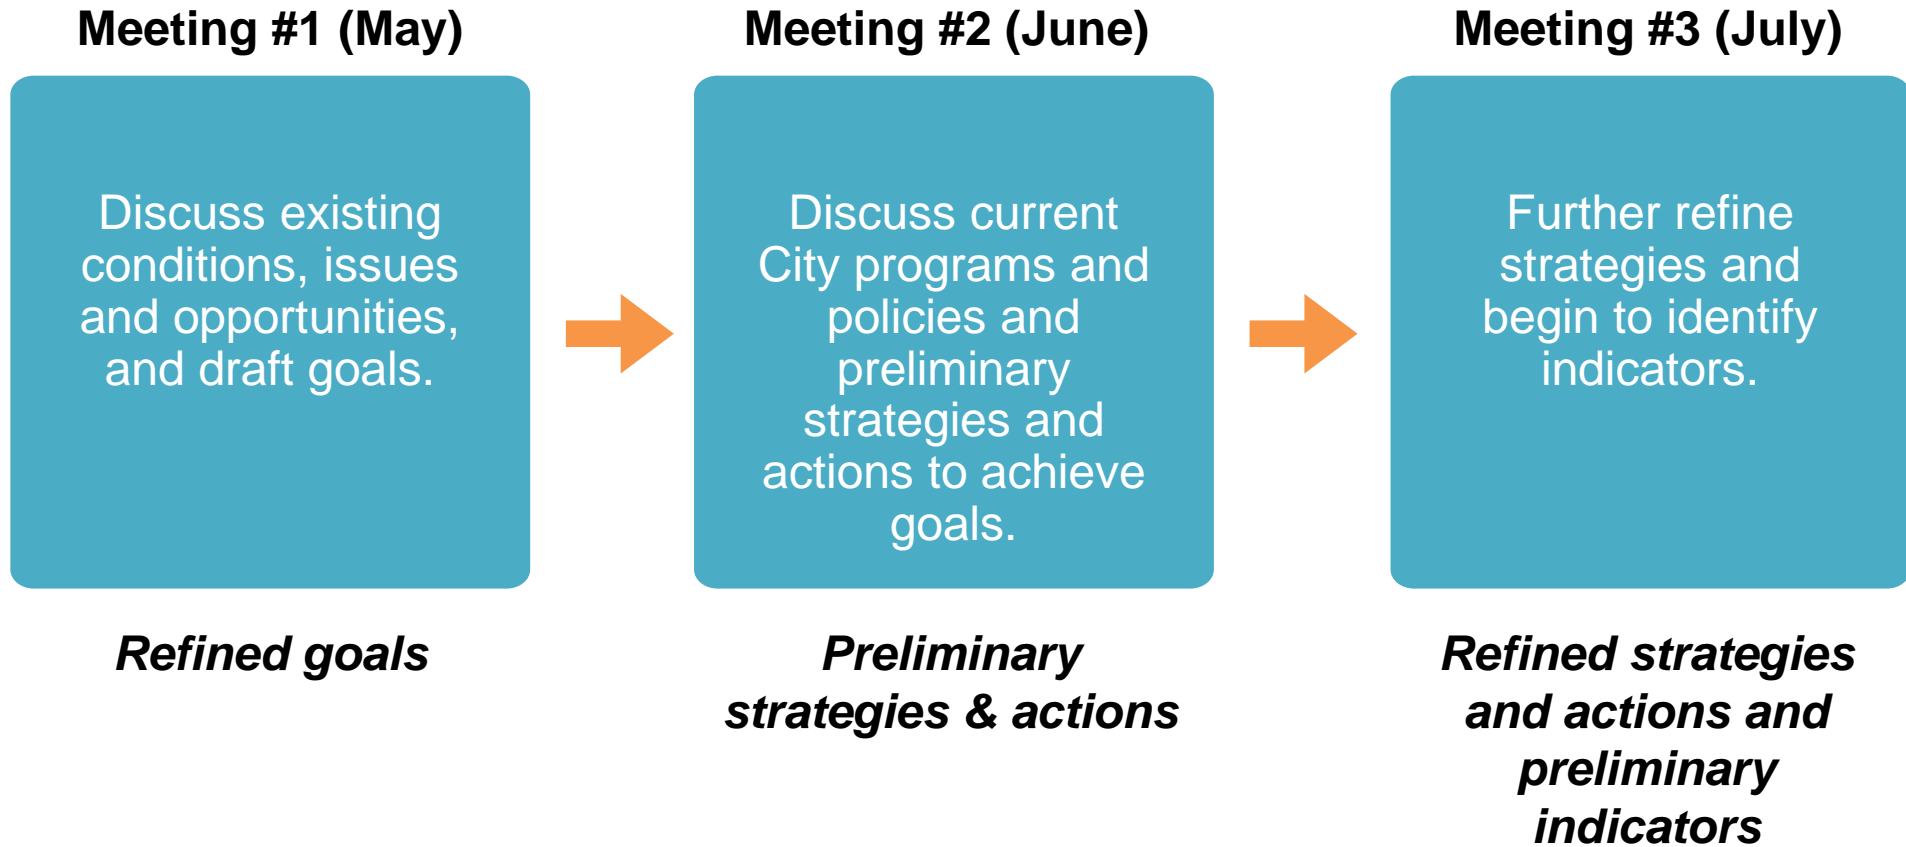 Meeting #1 (May)
Discuss existing
conditions, issues
and opportunities,
and draft goals.
Refined goals
Meeting #2 (June)
Discuss current
City programs and
policies and
preliminary
strategies and
actions to achieve
goals.
Preliminary
strategies & actions
Meeting #3 (July)
Further refine
strategies and
begin to identify
indicators.
Refined strategies
and actions and
preliminary
indicators